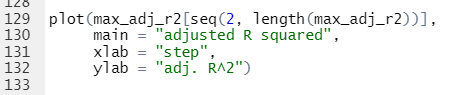 128
129 plot(max_adj_r2[seq(2, length(max_adj_r2))],
130      main = "adjusted R squared",
131      xlab = "step",
132      ylab = "adj. R^2")
133